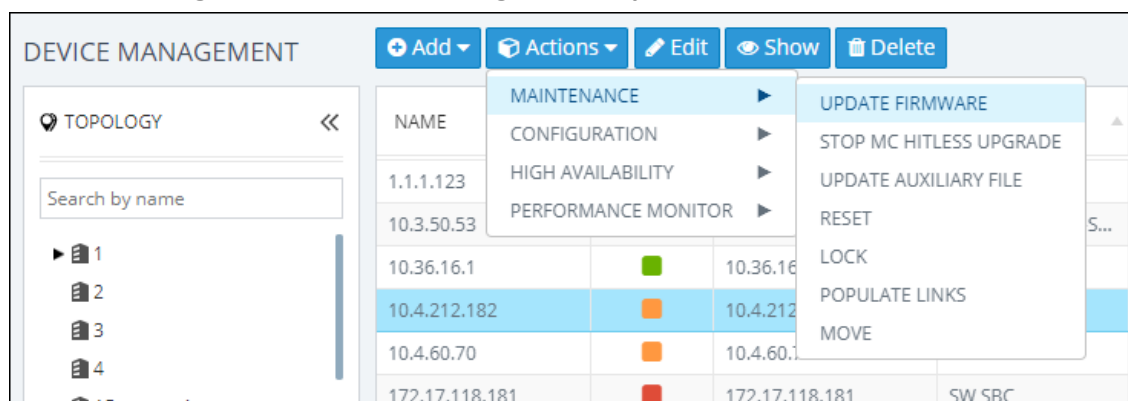 DEVICE MANAGEMENT
Add Actions Edit Show Delete
TOPOLOGY
Search by name
1
2
3
4
NAME
1.1.1.123
10.3.50.53 S...
10.36.16.1 10.36.16
10.4.212.182 10.4.212
10.4.60.70 10.4.60.
172.17.118.181 172.17.118.181 SW SBC
MAINTENANCE
CONFIGURATION
HIGH AVAILABILITY
PERFORMANCE MONITOR
UPDATE FIRMWARE
STOP MC HITLESS UPGRADE
UPDATE AUXILIARY FILE
RESET
LOCK
POPULATE LINKS
MOVE